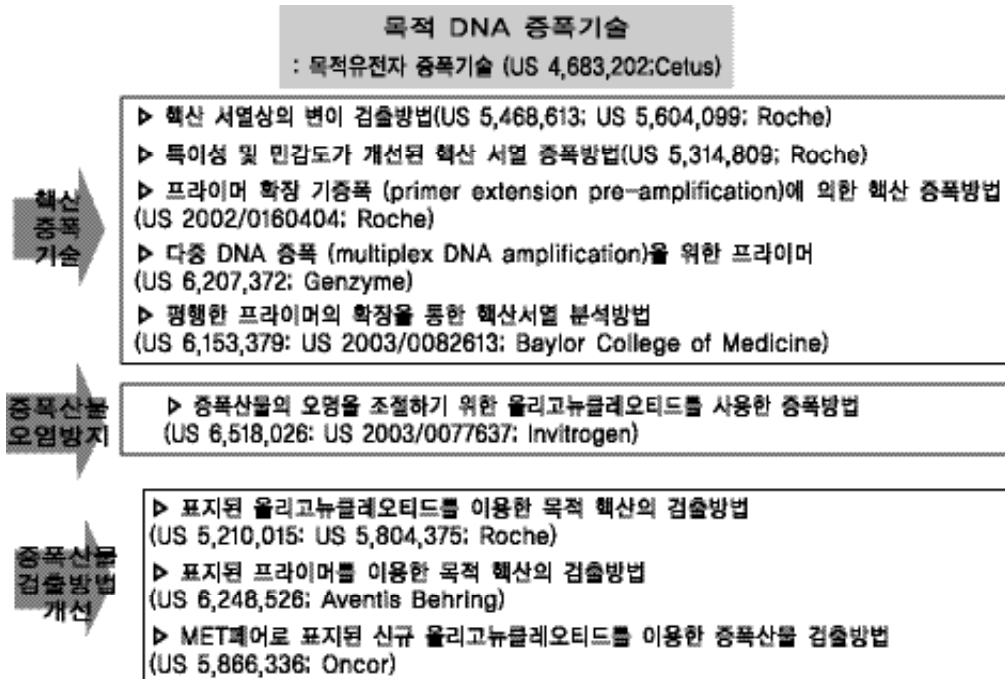 목적 DNA 증폭기술
: 목적유전자 증폭기술 (US 4,683,202;Cetus)
핵산
증폭
기술
▷ 핵산 서열상의 변이 검출방법(US 5,468,613; US 5,604,099; Roche)
▷ 특이성 및 민감도가 개선된 핵산 서열 증폭방법(US 5,314,809; Roche)
▷ 프라이머 확장 기증폭 (primer extension pre-amplification)에 의한 핵산 증폭방법
(US 2002/0160404; Roche)
▷ 다중 DNA 증폭 (multiplex DNA amplification)을 위한 프라이머
(US 6,207,372; Genzyme)
▷ 평행한 프라이머의 확장을 통한 핵산서열 분석방법
(US 6,153,379; US 2003/0082613; Baylor College of Medicine)
증폭산물
오염방지
▷ 증폭산물의 오명을 조절하기 위한 올리고뉴클레오티드를 사용한 증폭방법
(US 6,518,026; US 2003/0077637; Invitrogen)
증폭산물
검출방법
개선
▷ 표지된 올리고뉴클레오티드를 이용한 목적 핵산의 검출방법
(US 5,210,015; US 5,804,375; Roche)
▷ 표지된 프라이머를 이용한 목적 핵산의 검출방법
(US 6,248,526; Aventis Behring)
▷ MET페어로 표지된 신규 올리고뉴클레오티드를 이용한 증폭산물 검출방법
(US 5,866,336; Oncor)